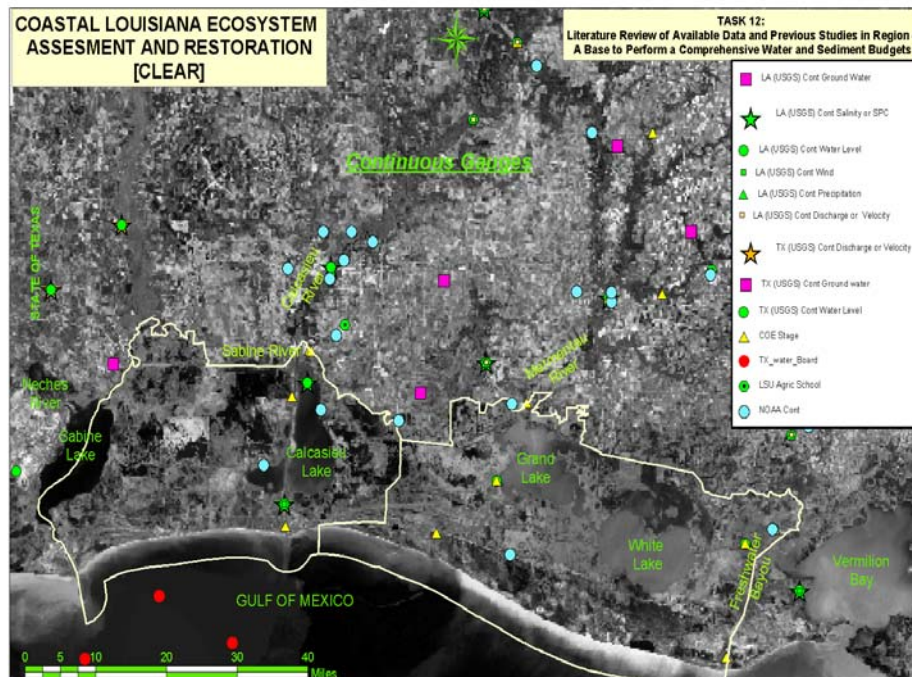 COASTAL LOUISIANA ECOSYSTEM
ASSESMENT AND RESTORATION
[CLEAR]
TASK 12:
Literature Review of Available Data and Previous Studies in Region
A Base to Perform a Comprehensive Water and Sediment Budgets
LA (USGS) Cont Ground Water
LA (USGS) Cont Salinity or SPC
LA (USGS) Cont Water Level
LA (USGS) Cont Wind
LA (USGS) Cont Precipitation
LA (USGS) Cont Discharge or Velocity
TX (USGS) Cont Discharge or Velocity
TX (USGS) Cont Ground water
TX (USGS) Cont Water Level
COE Stage
TX_water_Board
LSU Agric School
NOAA Cont
Continuous Gauges
STATE OF TEXAS
Calcasieu
River
Sabine River
Mermentau
River
Neches
River
Sabine
Lake
Calcasieu
Lake
Grand
Lake
White
Lake
Freshwater
Bayou
Vermilion
Bay
GULF OF MEXICO
0 5 10 20 30 40
Miles